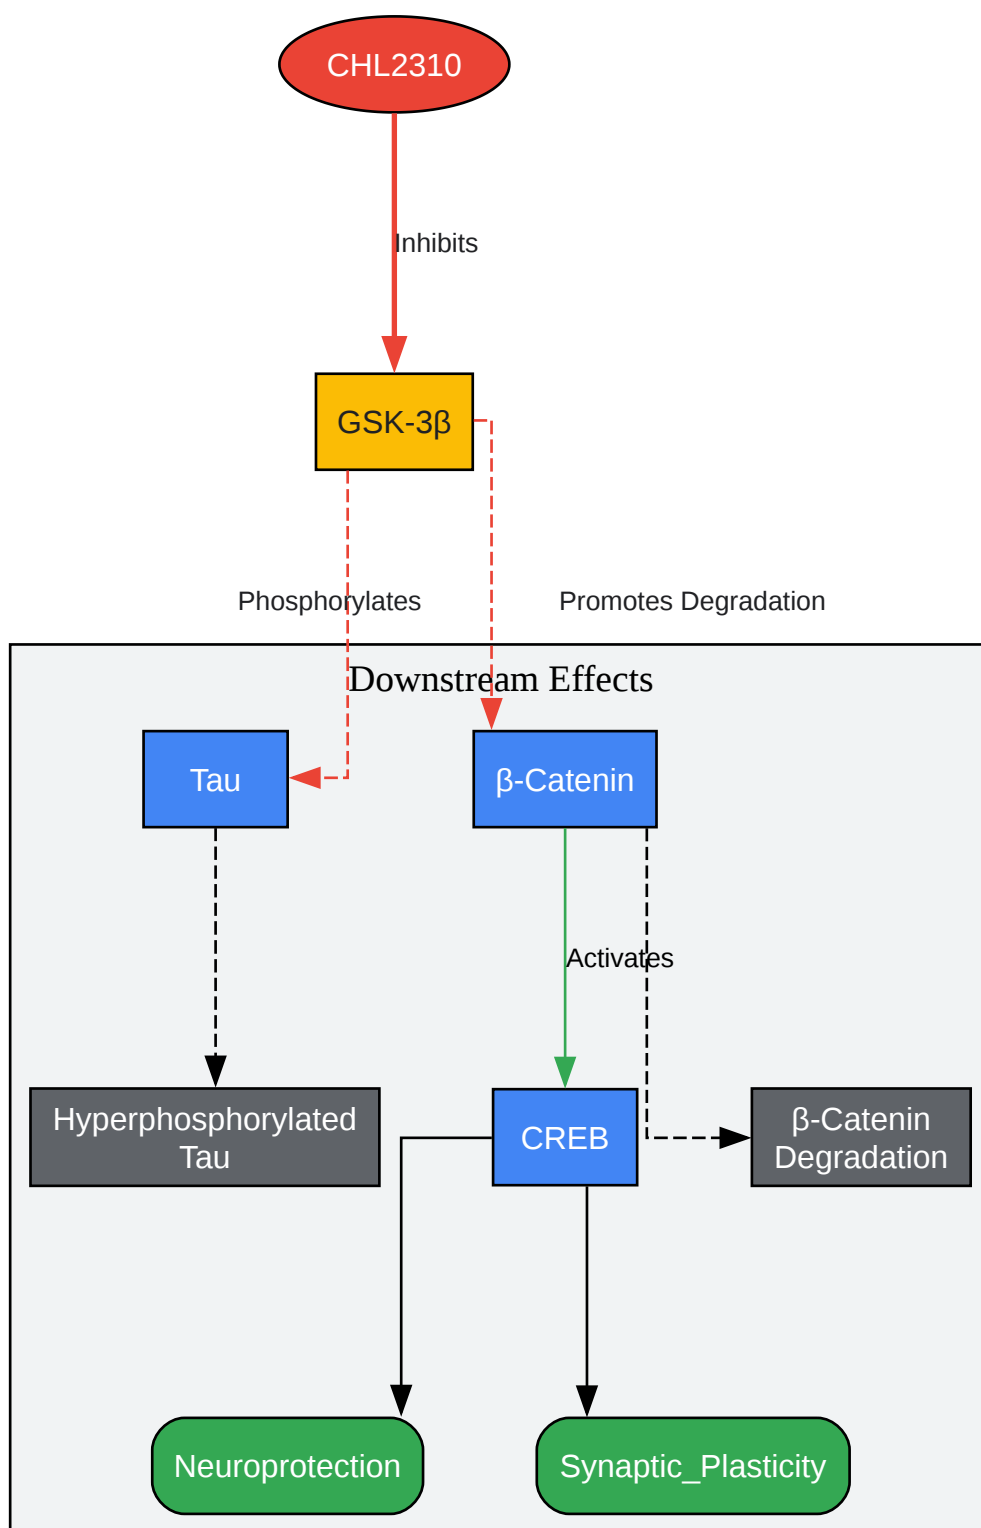 CHL2310
Inhibits
GSK-3β
Phosphorylates
Promotes Degradation
Downstream Effects
Tau
β-Catenin
Activates
Hyperphosphorylated
Tau
CREB
β-Catenin
Degradation
Neuroprotection
Synaptic_Plasticity